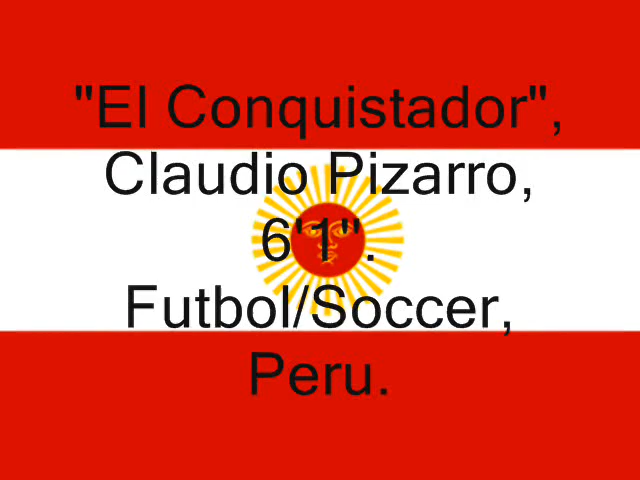 "El Conquistador",
Claudio Pizarro,
6'1".
Futbol/Soccer,
Peru.